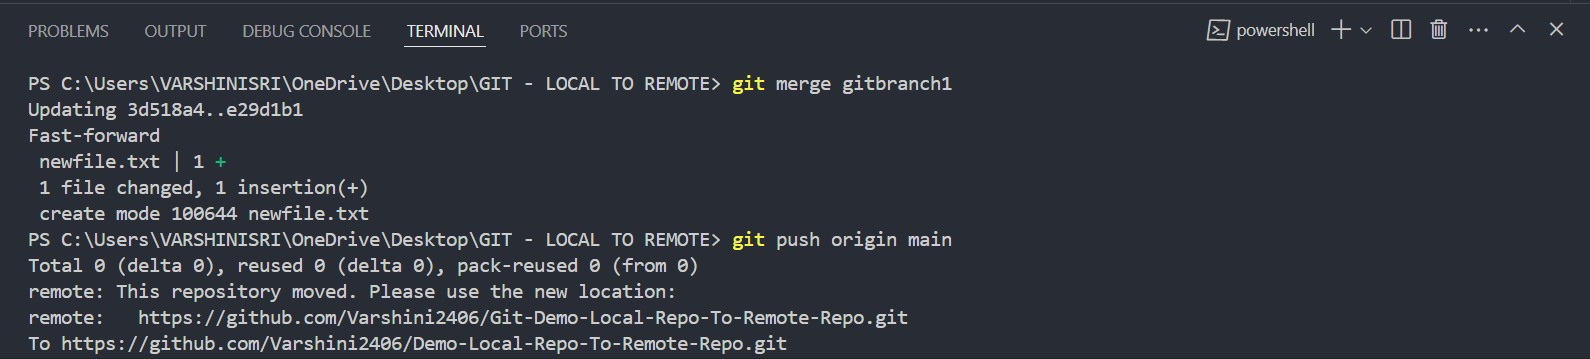 PROBLEMS OUTPUT DEBUG CONSOLE TERMINAL PORTS powershell
PS C:\Users\VARSHINISRI\OneDrive\Desktop\GIT - LOCAL TO REMOTE> git merge gitbranch1
Updating 3d518a4..e29d1b1
Fast-forward
 newfile.txt | 1 +
 1 file changed, 1 insertion(+)
 create mode 100644 newfile.txt
PS C:\Users\VARSHINISRI\OneDrive\Desktop\GIT - LOCAL TO REMOTE> git push origin main
Total 0 (delta 0), reused 0 (delta 0), pack-reused 0 (from 0)
remote: This repository moved. Please use the new location:
remote:   https://github.com/Varshini2406/Git-Demo-Local-Repo-To-Remote-Repo.git
To https://github.com/Varshini2406/Demo-Local-Repo-To-Remote-Repo.git